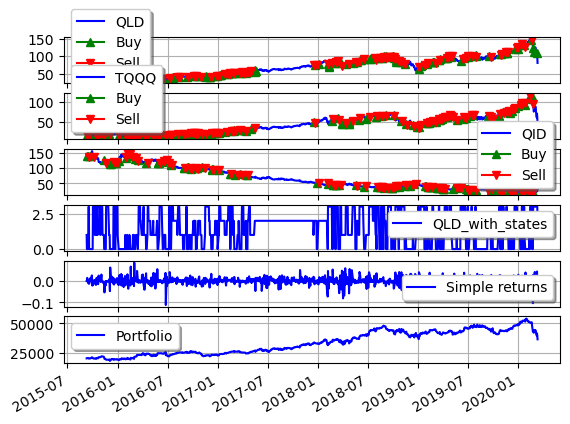 QLD
Buy
Sell
150
100
50
TQQQ
Buy
Sell
100
50
QID
Buy
Sell
150
100
50
QLD_with_states
2.5
0.0
Simple returns
0.0
−0.1
Portfolio
50000
25000
2015-07
2016-01
2016-07
2017-01
2017-07
2018-01
2018-07
2019-01
2019-07
2020-01